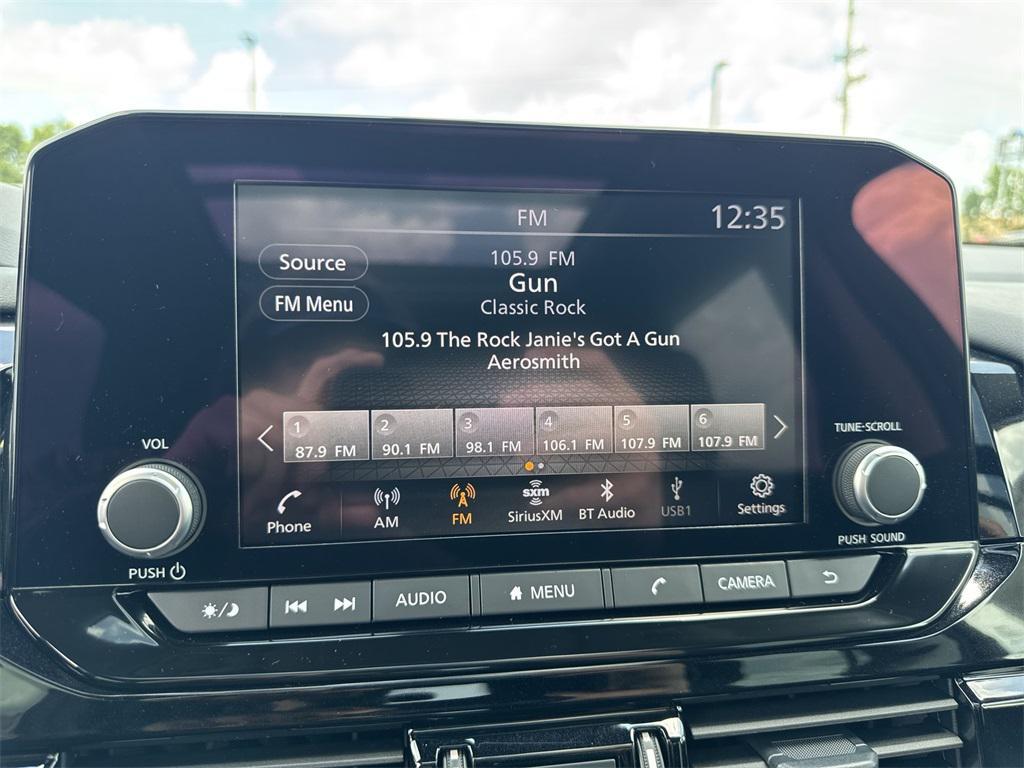 FM 12:35
Source
FM Menu
105.9 FM
Gun
Classic Rock
105.9 The Rock Janie's Got A Gun
Aerosmith
1 2 3 4 5 6
87.9 FM 90.1 FM 98.1 FM 106.1 FM 107.9 FM 107.9 FM
VOL
TUNE-SCROLL
sxm
Phone AM FM SiriusXM BT Audio USB1 Settings
PUSH
PUSH SOUND
AUDIO MENU CAMERA